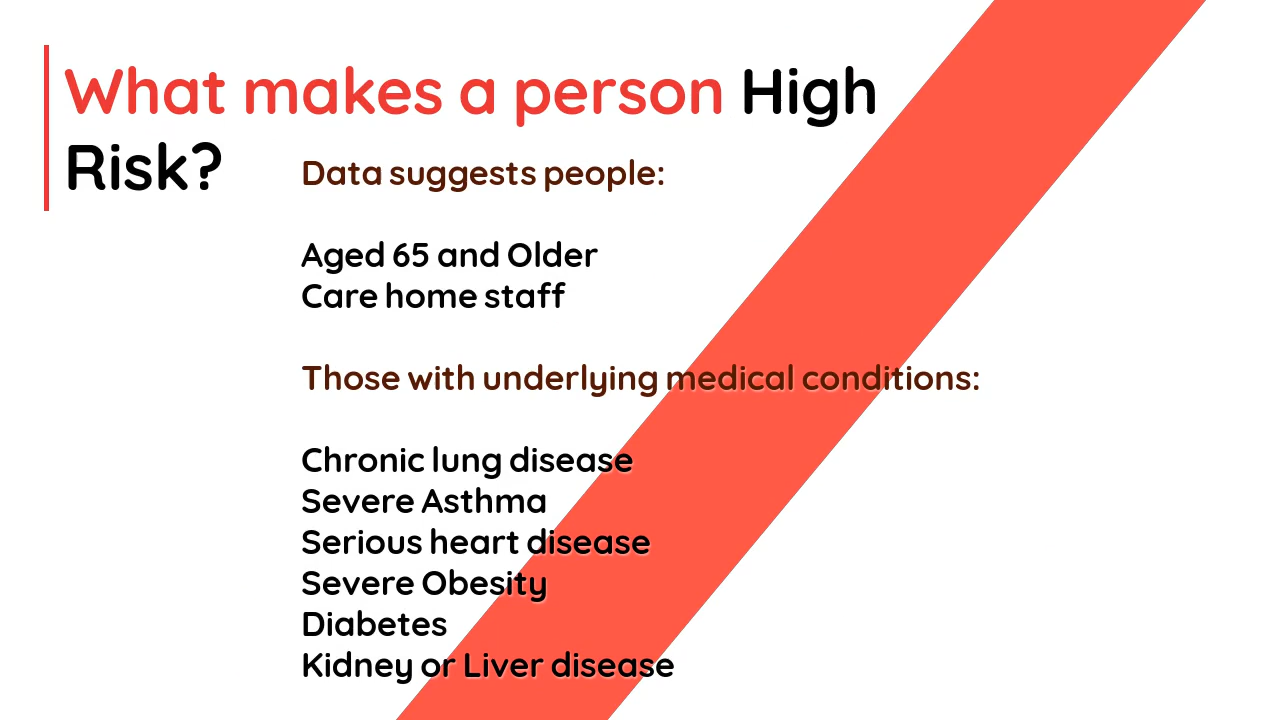 What makes a person High
Risk?
Data suggests people:
Aged 65 and Older
Care home staff
Those with underlying medical conditions:
Chronic lung disease
Severe Asthma
Serious heart disease
Severe Obesity
Diabetes
Kidney or Liver disease